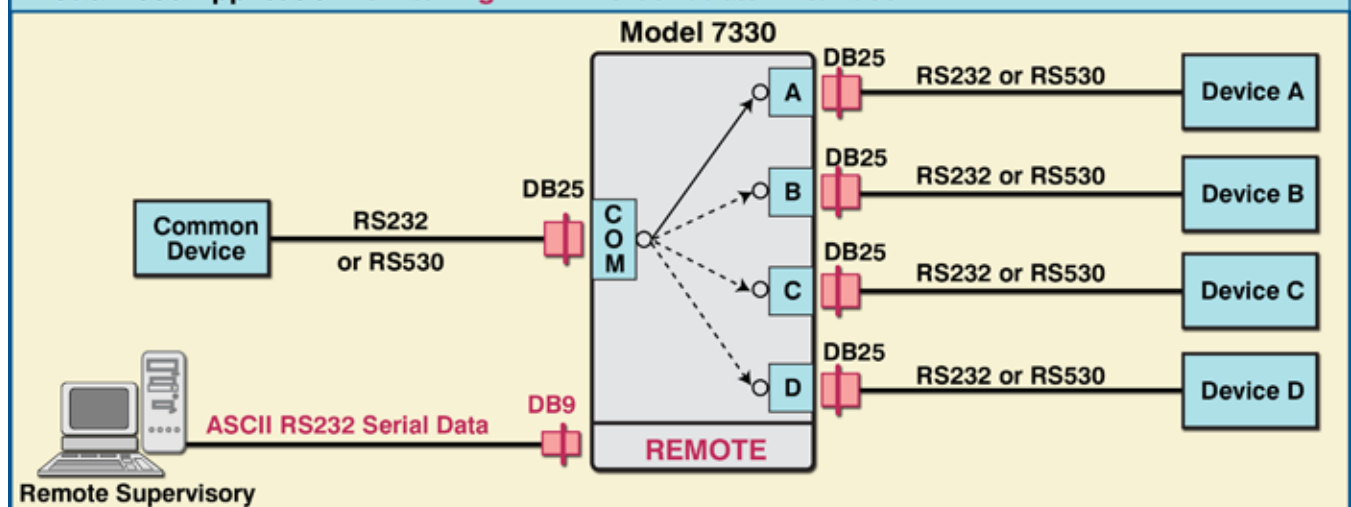 Model 7330
DB25
RS232 or RS530
A
Device A
DB25
RS232 or RS530
B
Device B
DB25
Common
Device
RS232
or RS530
COM
DB25
RS232 or RS530
C
Device C
DB25
RS232 or RS530
D
Device D
DB9
ASCII RS232 Serial Data
REMOTE
Remote Supervisory